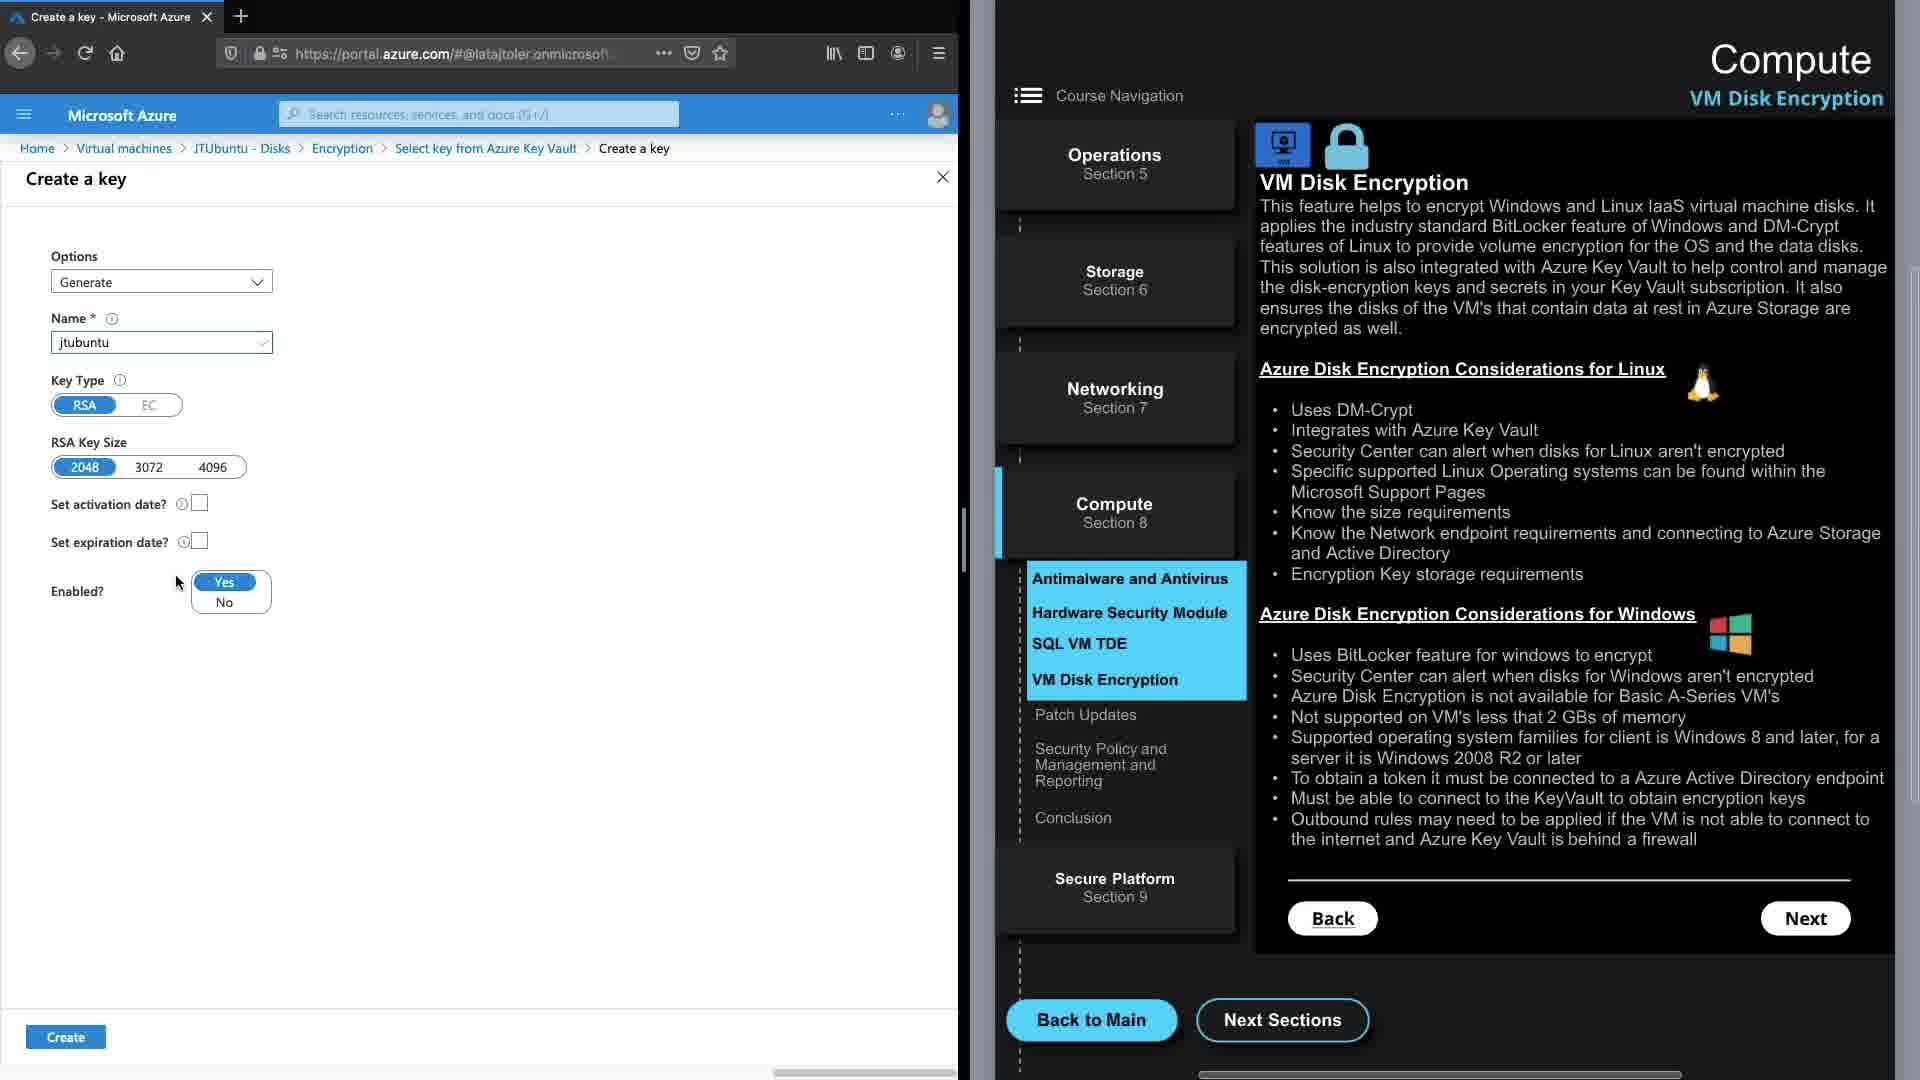 Create a key - Microsoft Azure
https://portal.azure.com/#@latajtoler.onmicrosoft
Microsoft Azure
Search resources, services, and docs (G+/)
Home > Virtual machines > JTUbuntu - Disks > Encryption > Select key from Azure Key Vault > Create a key
Create a key
Options
Generate
Name *
jtubuntu
Key Type
RSA EC
RSA Key Size
2048 3072 4096
Set activation date?
Set expiration date?
Enabled?
Yes
No
Create
Compute
VM Disk Encryption
Course Navigation
Operations
Section 5
Storage
Section 6
Networking
Section 7
Compute
Section 8
Antimalware and Antivirus
Hardware Security Module
SQL VM TDE
VM Disk Encryption
Patch Updates
Security Policy and
Management and
Reporting
Conclusion
Secure Platform
Section 9
VM Disk Encryption
This feature helps to encrypt Windows and Linux IaaS virtual machine disks. It
applies the industry standard BitLocker feature of Windows and DM-Crypt
features of Linux to provide volume encryption for the OS and the data disks.
This solution is also integrated with Azure Key Vault to help control and manage
the disk-encryption keys and secrets in your Key Vault subscription. It also
ensures the disks of the VM's that contain data at rest in Azure Storage are
encrypted as well.
Azure Disk Encryption Considerations for Linux
• Uses DM-Crypt
• Integrates with Azure Key Vault
• Security Center can alert when disks for Linux aren't encrypted
• Specific supported Linux Operating systems can be found within the
Microsoft Support Pages
• Know the size requirements
• Know the Network endpoint requirements and connecting to Azure Storage
and Active Directory
• Encryption Key storage requirements
Azure Disk Encryption Considerations for Windows
• Uses BitLocker feature for windows to encrypt
• Security Center can alert when disks for Windows aren't encrypted
• Azure Disk Encryption is not available for Basic A-Series VM's
• Not supported on VM's less that 2 GBs of memory
• Supported operating system families for client is Windows 8 and later, for a
server it is Windows 2008 R2 or later
• To obtain a token it must be connected to a Azure Active Directory endpoint
• Must be able to connect to the KeyVault to obtain encryption keys
• Outbound rules may need to be applied if the VM is not able to connect to
the internet and Azure Key Vault is behind a firewall
Back
Next
Back to Main
Next Sections